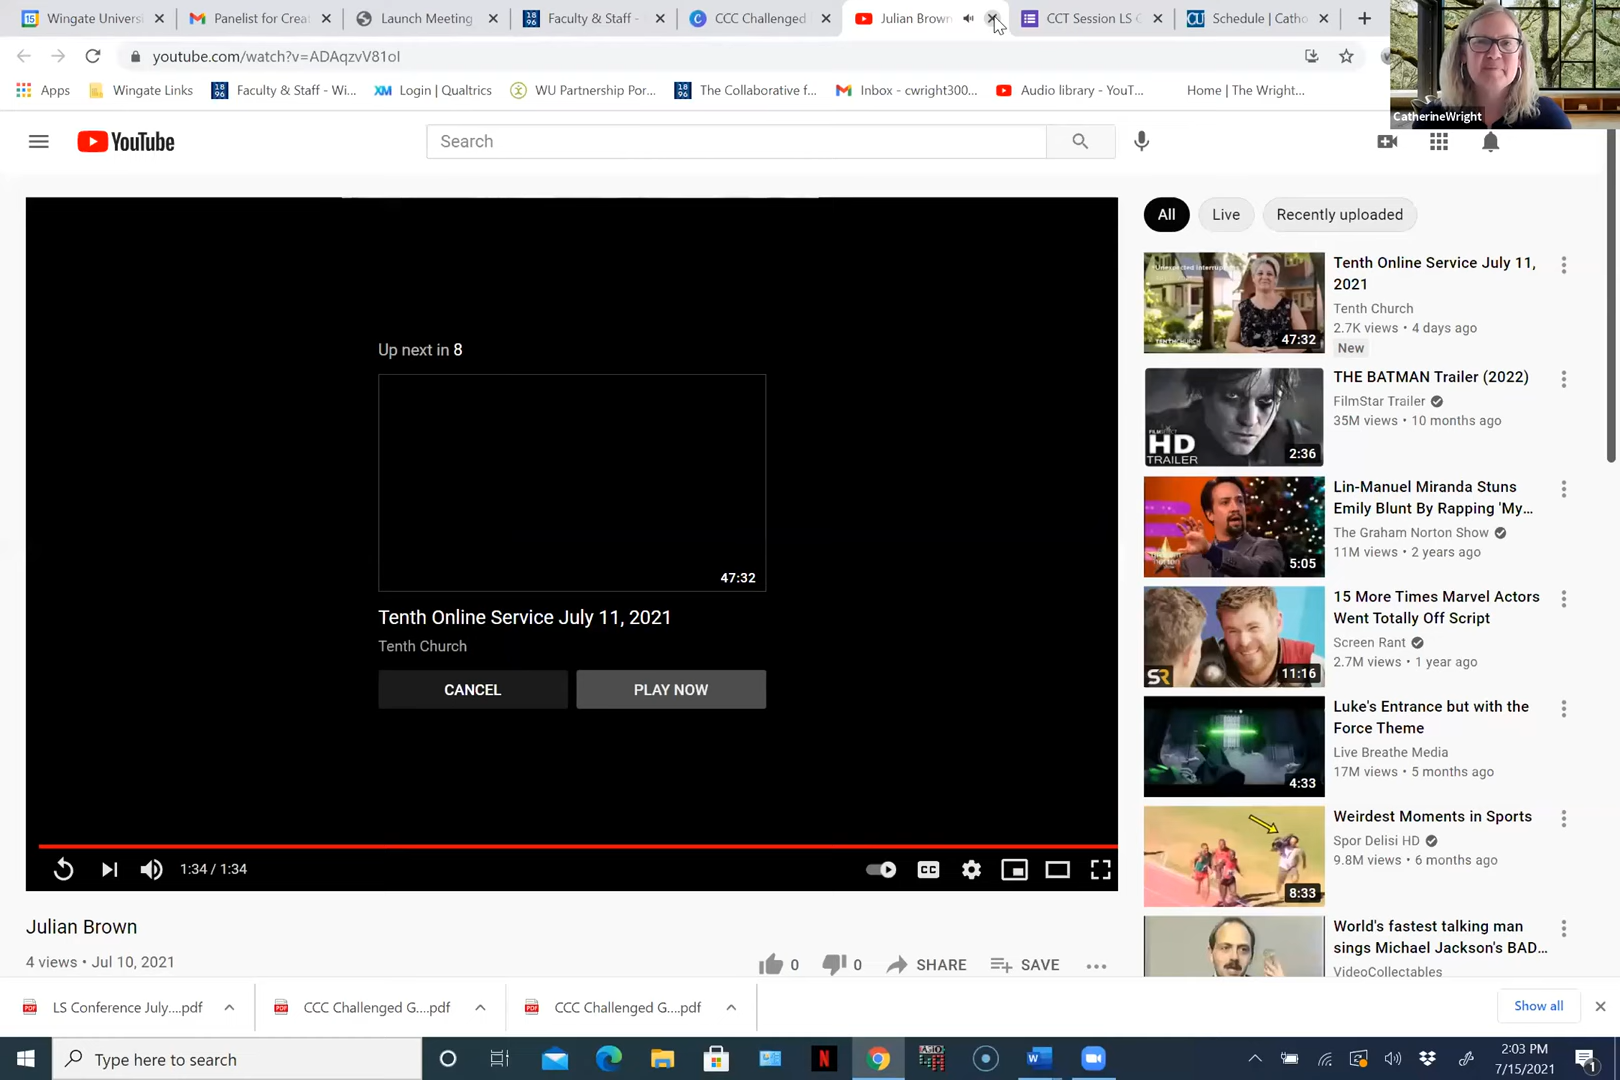 Wingate Universi
Panelist for Creat
Launch Meeting
Faculty & Staff -
CCC Challenged
Julian Brown
CCT Session LS C
Schedule | Catho
youtube.com/watch?v=ADAqzvV81oI
Apps
Wingate Links
Faculty & Staff - Wi...
Login | Qualtrics
WU Partnership Por...
The Collaborative f...
Inbox - cwright300...
Audio library - YouT...
Home | The Wright...
CatherineWright
YouTube
Search
All
Live
Recently uploaded
Up next in 8
47:32
Tenth Online Service July 11, 2021
Tenth Church
CANCEL
PLAY NOW
1:34 / 1:34
CC
Julian Brown
4 views • Jul 10, 2021
0
0
SHARE
SAVE
47:32
Tenth Online Service July 11,
2021
Tenth Church
2.7K views • 4 days ago
New
HD
TRAILER
2:36
THE BATMAN Trailer (2022)
FilmStar Trailer
35M views • 10 months ago
5:05
Lin-Manuel Miranda Stuns
Emily Blunt By Rapping 'My...
The Graham Norton Show
11M views • 2 years ago
SR
11:16
15 More Times Marvel Actors
Went Totally Off Script
Screen Rant
2.7M views • 1 year ago
4:33
Luke's Entrance but with the
Force Theme
Live Breathe Media
17M views • 5 months ago
8:33
Weirdest Moments in Sports
Spor Delisi HD
9.8M views • 6 months ago
World's fastest talking man
sings Michael Jackson's BAD...
VideoCollectables
LS Conference July....pdf
CCC Challenged G....pdf
CCC Challenged G....pdf
Show all
Type here to search
2:03 PM
7/15/2021